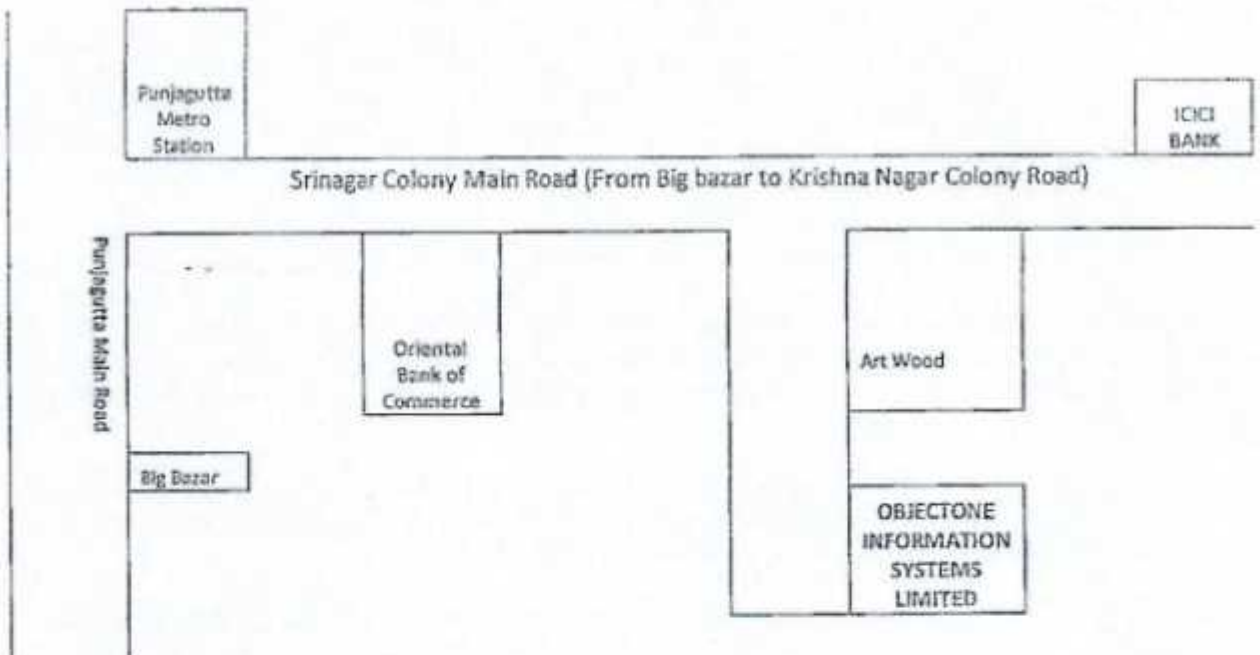 Punjagutta
Metro
Station
ICICI
BANK
Srinagar Colony Main Road (From Big bazar to Krishna Nagar Colony Road)
Punjagutta Main Road
Oriental
Bank of
Commerce
Art Wood
Big Bazar
OBJECTONE
INFORMATION
SYSTEMS
LIMITED